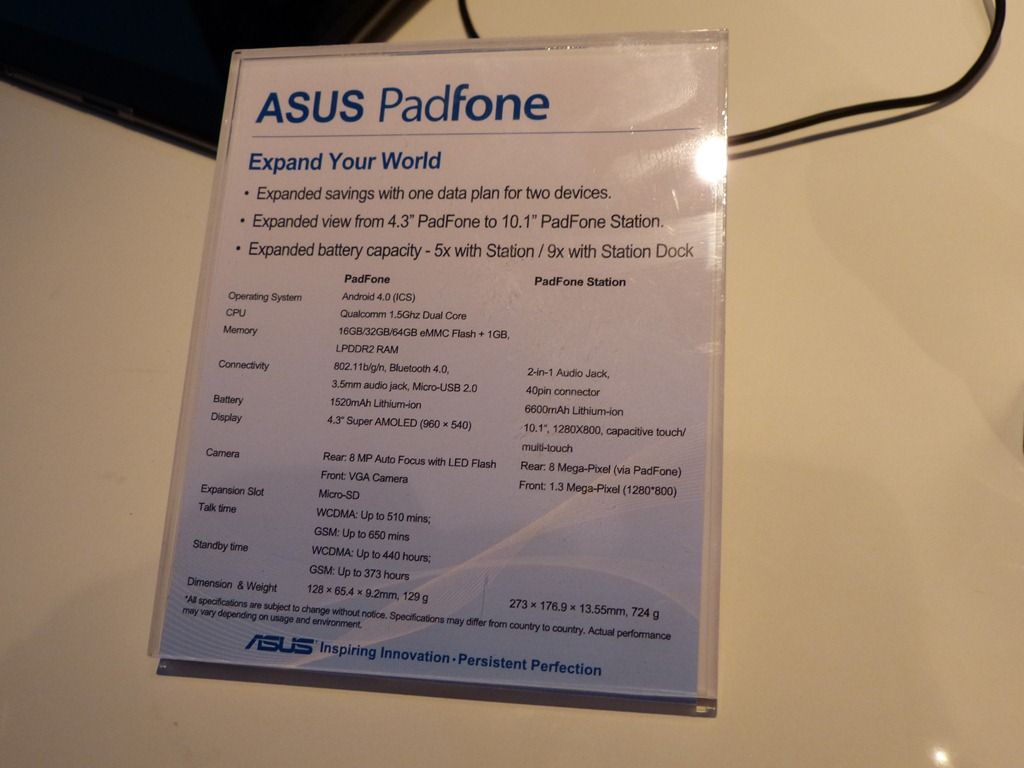 ASUS Padfone
Expand Your World
• Expanded savings with one data plan for two devices.
• Expanded view from 4.3" PadFone to 10.1" PadFone Station.
• Expanded battery capacity - 5x with Station / 9x with Station Dock
PadFone PadFone Station
Operating System Android 4.0 (ICS)
CPU Qualcomm 1.5Ghz Dual Core
Memory 16GB/32GB/64GB eMMC Flash + 1GB,
LPDDR2 RAM
Connectivity 802.11b/g/n, Bluetooth 4.0, 2-in-1 Audio Jack,
3.5mm audio jack, Micro-USB 2.0 40pin connector
Battery 1520mAh Lithium-ion 6600mAh Lithium-ion
Display 4.3" Super AMOLED (960 × 540) 10.1", 1280X800, capacitive touch/
multi-touch
Camera Rear: 8 MP Auto Focus with LED Flash Rear: 8 Mega-Pixel (via PadFone)
Front: VGA Camera Front: 1.3 Mega-Pixel (1280*800)
Expansion Slot Micro-SD
Talk time WCDMA: Up to 510 mins;
GSM: Up to 650 mins
Standby time WCDMA: Up to 440 hours;
GSM: Up to 373 hours
Dimension & Weight 128 × 65.4 × 9.2mm, 129 g 273 × 176.9 × 13.55mm, 724 g
*All specifications are subject to change without notice. Specifications may differ from country to country. Actual performance
may vary depending on usage and environment.
ASUS Inspiring Innovation • Persistent Perfection